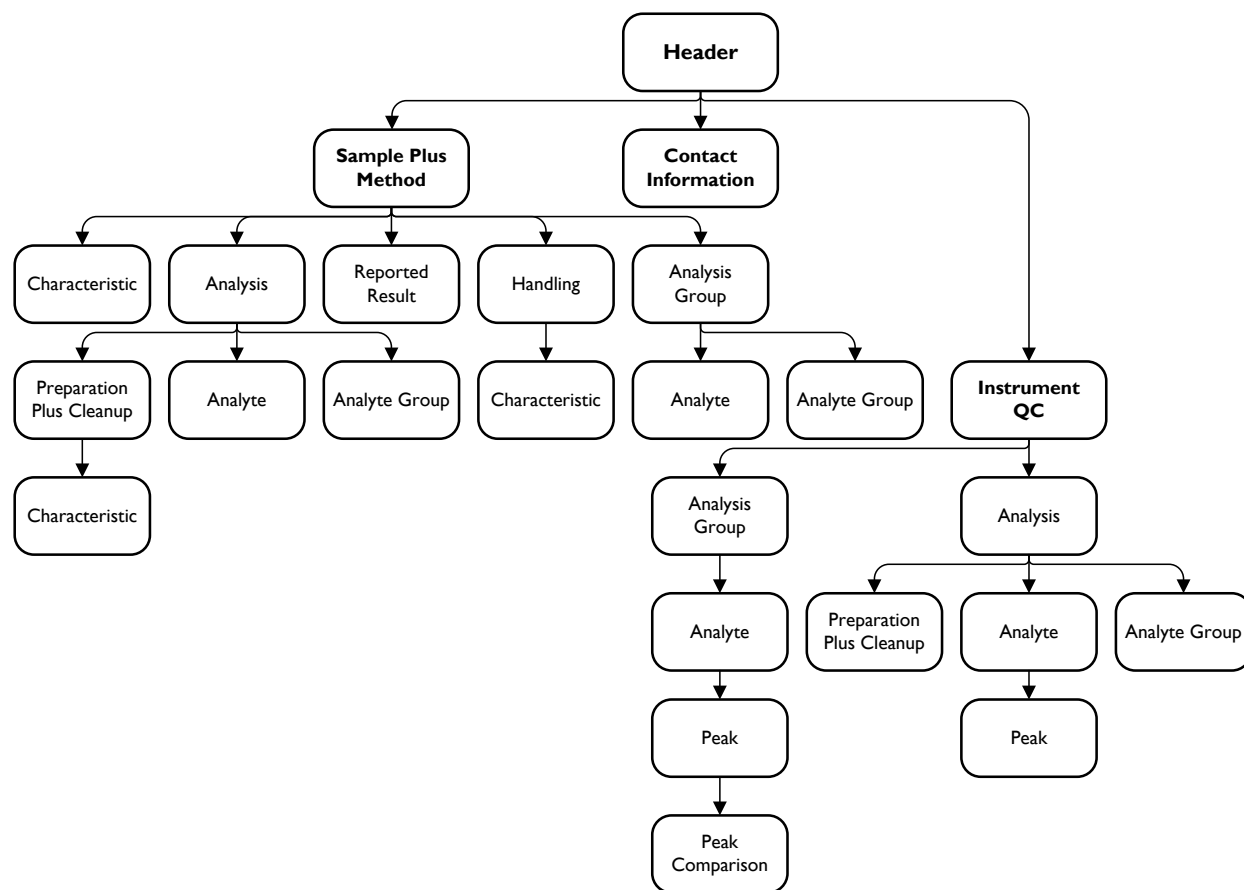 Header
Sample Plus
Method
Contact
Information
Characteristic
Analysis
Reported
Result
Handling
Analysis
Group
Preparation
Plus Cleanup
Analyte
Analyte Group
Characteristic
Analyte
Analyte Group
Instrument
QC
Characteristic
Analysis
Group
Analysis
Analyte
Preparation
Plus Cleanup
Analyte
Analyte Group
Peak
Peak
Peak
Comparison